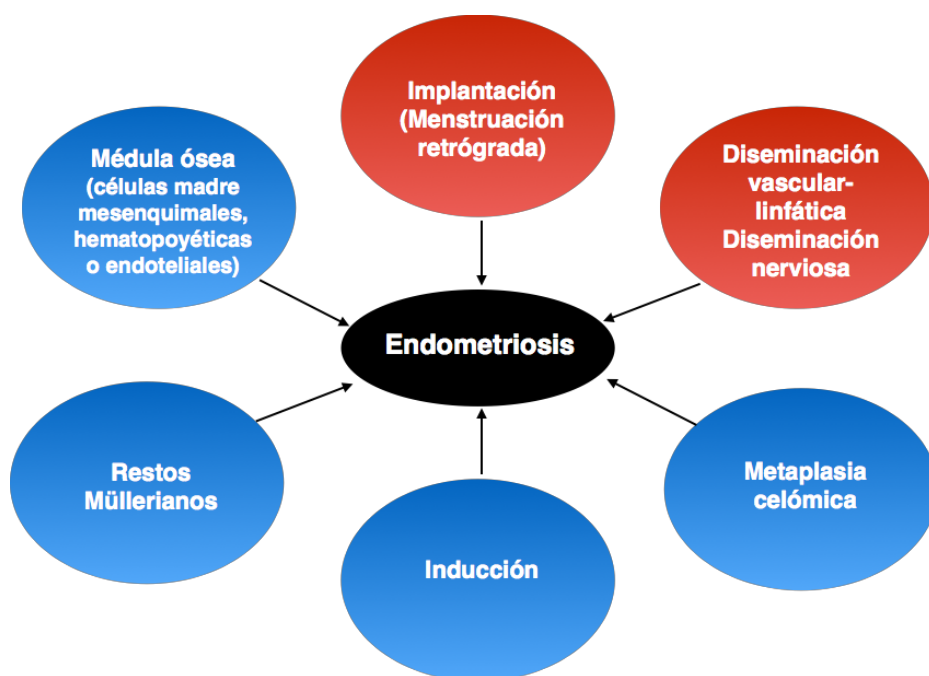 Implantación
(Menstruación
retrógrada)
Médula ósea
(células madre
mesenquimales,
hematopoyéticas
o endoteliales)
Diseminación
vascular-
linfática
Diseminación
nerviosa
Endometriosis
Restos
Müllerianos
Inducción
Metaplasia
celómica